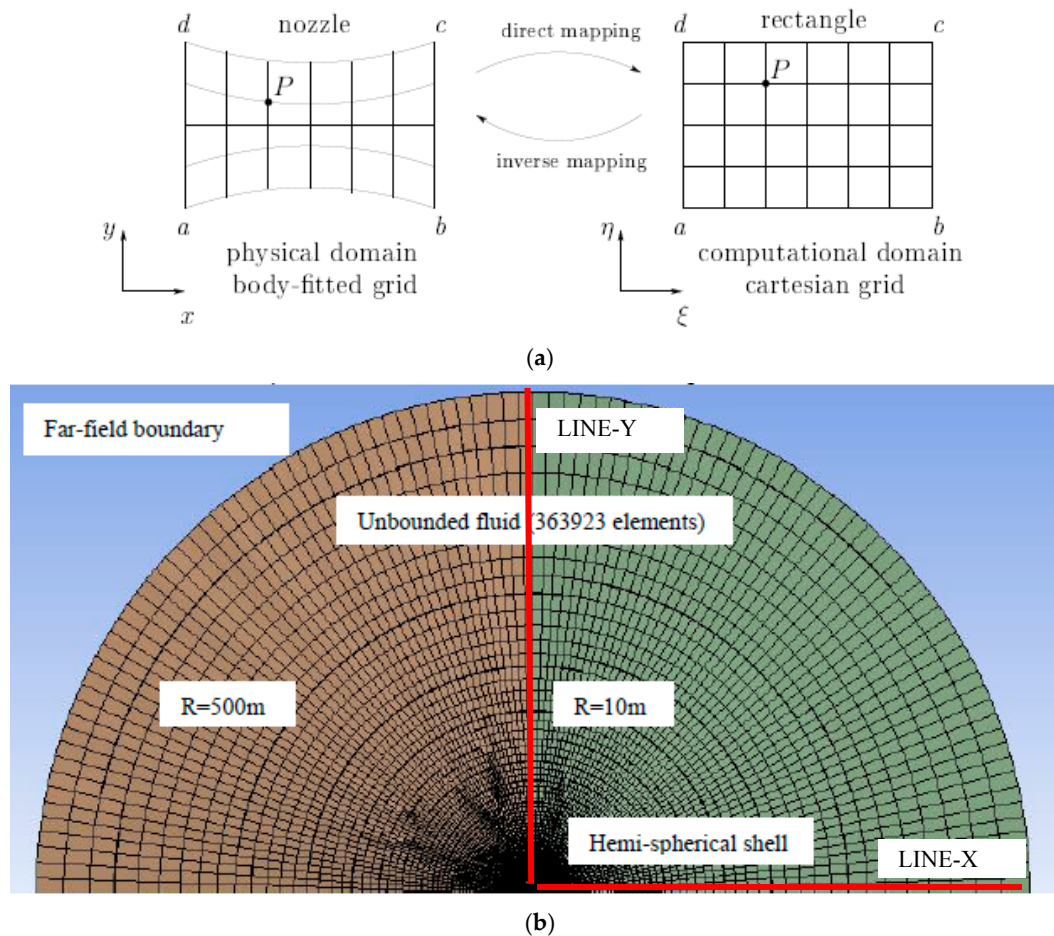 d nozzle c
P
a b
y
x
physical domain
body-fitted grid
direct mapping
inverse mapping
d rectangle c
P
a b
η
ξ
computational domain
cartesian grid
(a)
Far-field boundary
LINE-Y
Unbounded fluid (363923 elements)
R=500m
R=10m
Hemi-spherical shell
LINE-X
(b)